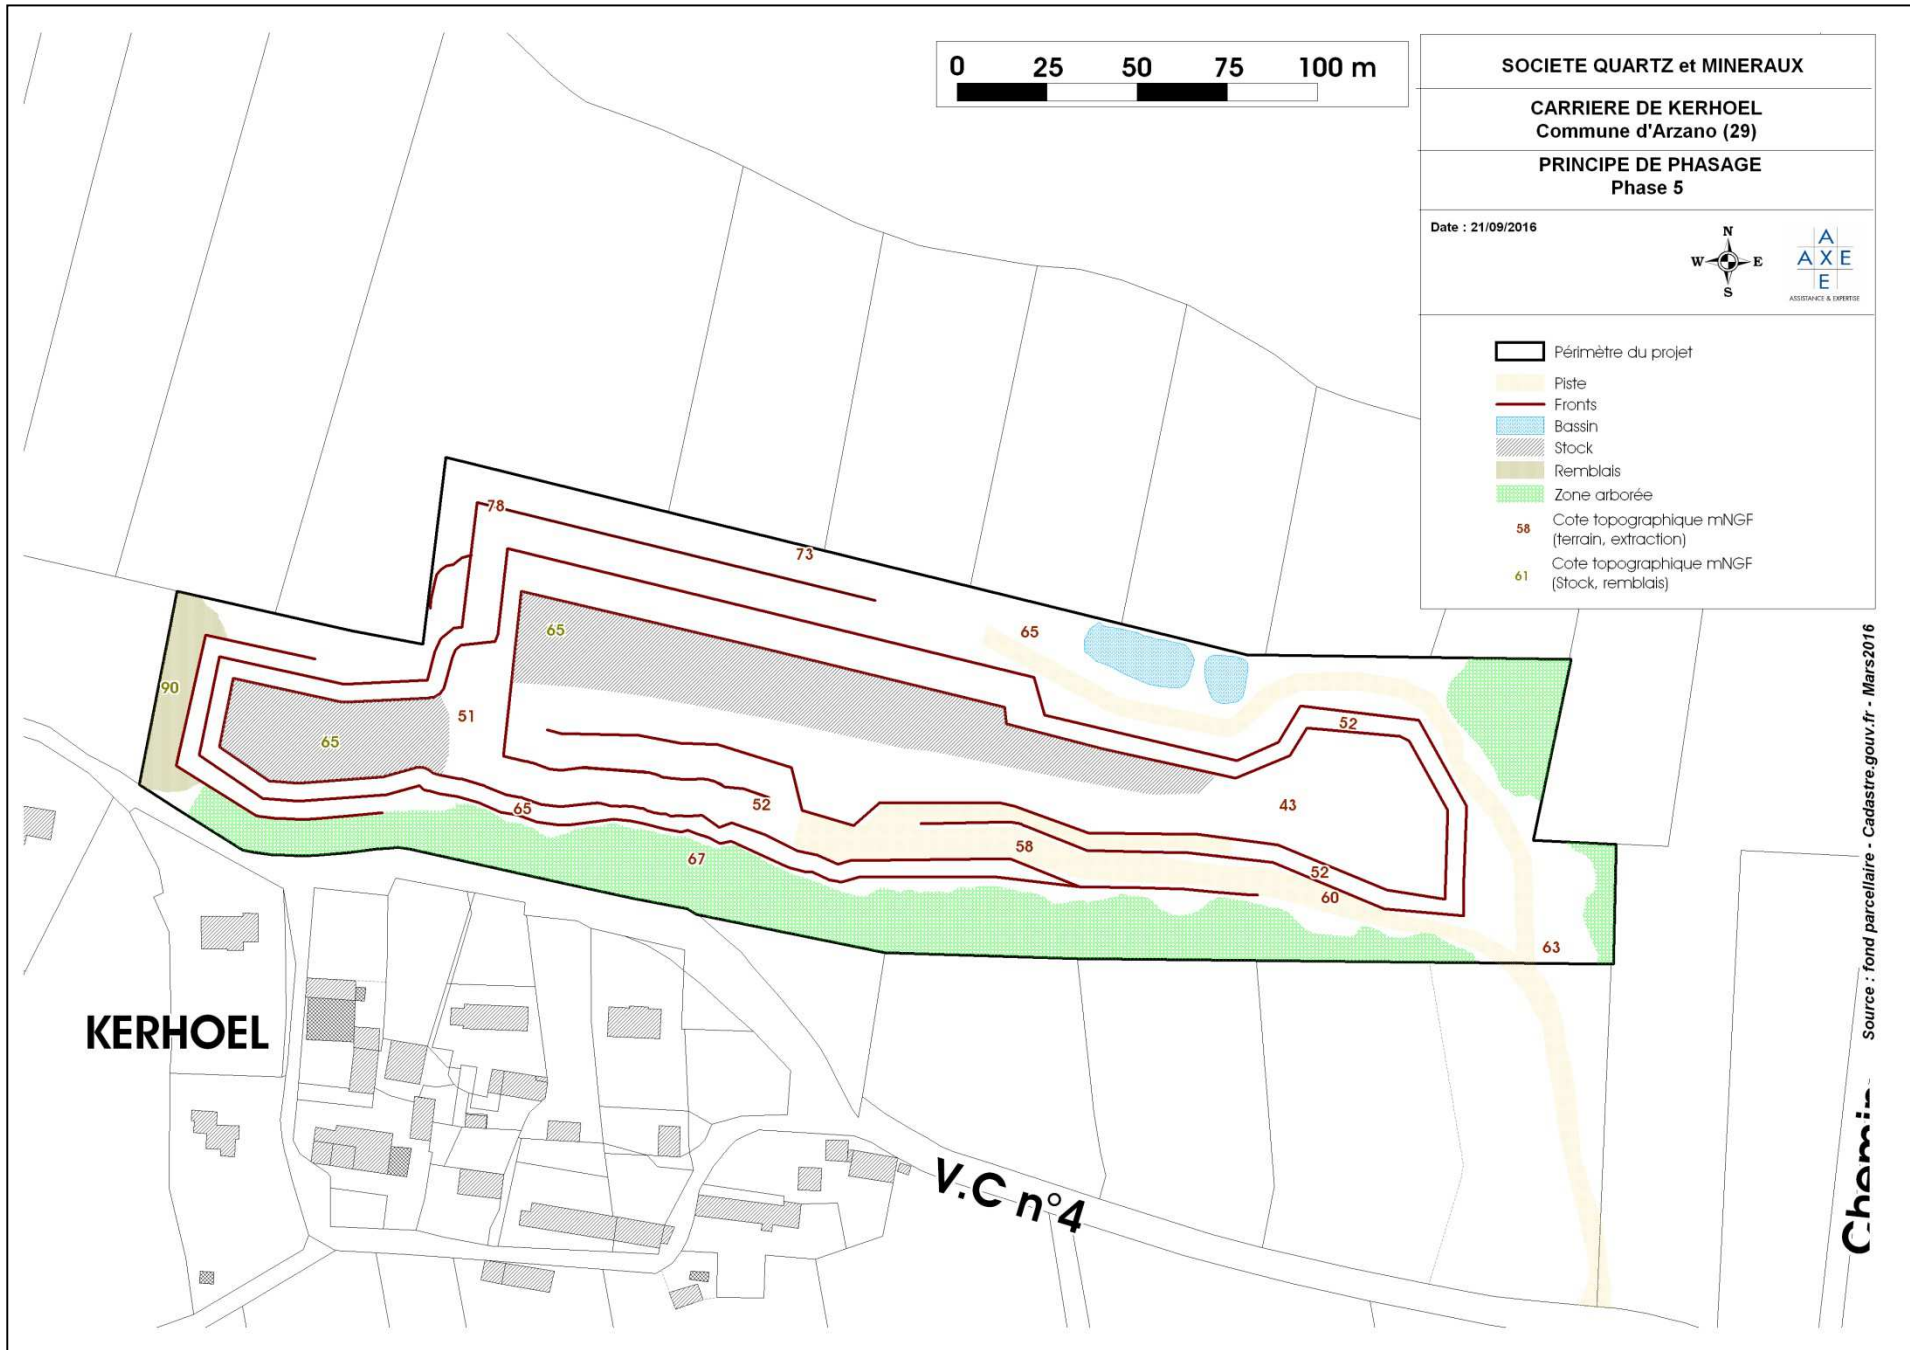 0 25 50 75 100 m
SOCIETE QUARTZ et MINERAUX
CARRIERE DE KERHOEL
Commune d'Arzano (29)
PRINCIPE DE PHASAGE
Phase 5
Date : 21/09/2016
N
W E
S
A
A X E
E
ASSISTANCE & EXPERTISE
Périmètre du projet
Piste
Fronts
Bassin
Stock
Remblais
Zone arborée
58 Cote topographique mNGF
(terrain, extraction)
61 Cote topographique mNGF
(Stock, remblais)
78
73
65
65
90
51
52
65
52
65
52
43
58
67
52
60
63
KERHOEL
V.C n°4
Chemin
Source : fond parcellaire - Cadastre.gouv.fr - Mars2016